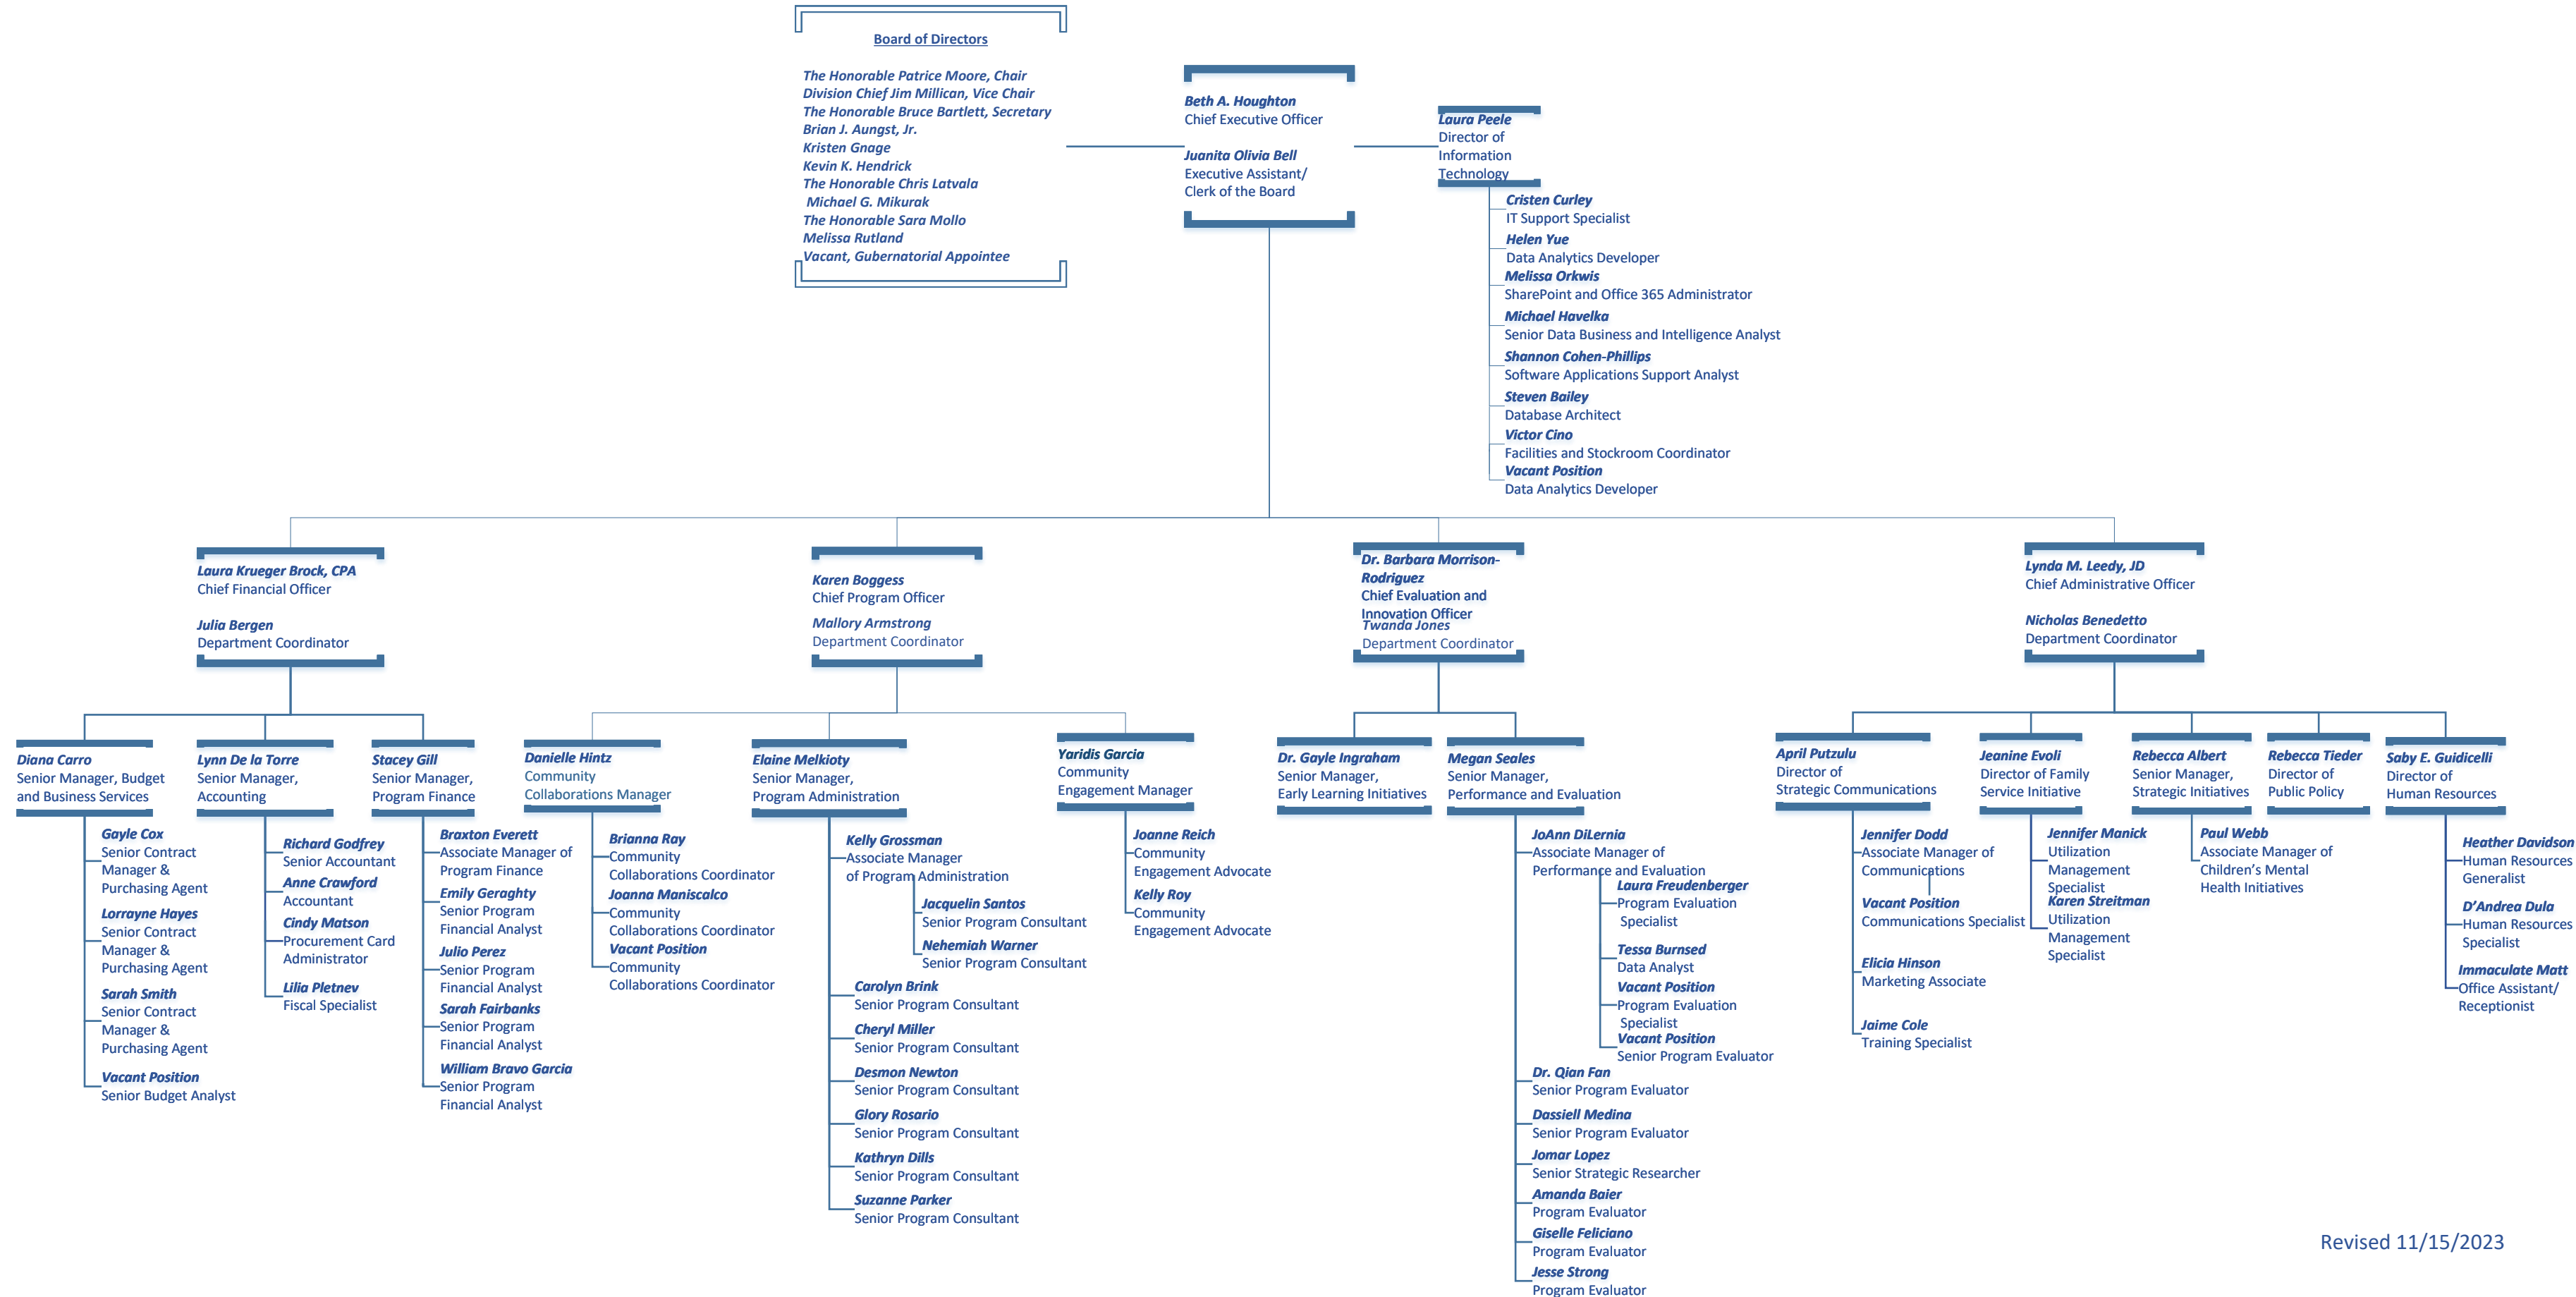 Board of Directors
The Honorable Patrice Moore, Chair
Division Chief Jim Millican, Vice Chair
The Honorable Bruce Bartlett, Secretary
Brian J. Aungst, Jr.
Kristen Gnage
Kevin K. Hendrick
The Honorable Chris Latvala
Michael G. Mikurak
The Honorable Sara Mollo
Melissa Rutland
Vacant, Gubernatorial Appointee
Beth A. Houghton
Chief Executive Officer
Juanita Olivia Bell
Executive Assistant/
Clerk of the Board
Laura Peele
Director of
Information
Technology
Cristen Curley
IT Support Specialist
Helen Yue
Data Analytics Developer
Melissa Orkwis
SharePoint and Office 365 Administrator
Michael Havelka
Senior Data Business and Intelligence Analyst
Shannon Cohen-Phillips
Software Applications Support Analyst
Steven Bailey
Database Architect
Victor Cino
Facilities and Stockroom Coordinator
Vacant Position
Data Analytics Developer
Laura Krueger Brock, CPA
Chief Financial Officer
Julia Bergen
Department Coordinator
Karen Boggess
Chief Program Officer
Mallory Armstrong
Department Coordinator
Dr. Barbara Morrison-
Rodriguez
Chief Evaluation and
Innovation Officer
Twanda Jones
Department Coordinator
Lynda M. Leedy, JD
Chief Administrative Officer
Nicholas Benedetto
Department Coordinator
Diana Carro
Senior Manager, Budget
and Business Services
Gayle Cox
Senior Contract
Manager &
Purchasing Agent
Lorrayne Hayes
Senior Contract
Manager &
Purchasing Agent
Sarah Smith
Senior Contract
Manager &
Purchasing Agent
Vacant Position
Senior Budget Analyst
Lynn De la Torre
Senior Manager,
Accounting
Richard Godfrey
Senior Accountant
Anne Crawford
Accountant
Cindy Matson
Procurement Card
Administrator
Lilia Pletnev
Fiscal Specialist
Stacey Gill
Senior Manager,
Program Finance
Braxton Everett
Associate Manager of
Program Finance
Emily Geraghty
Senior Program
Financial Analyst
Julio Perez
Senior Program
Financial Analyst
Sarah Fairbanks
Senior Program
Financial Analyst
William Bravo Garcia
Senior Program
Financial Analyst
Danielle Hintz
Community
Collaborations Manager
Brianna Ray
Community
Collaborations Coordinator
Joanna Maniscalco
Community
Collaborations Coordinator
Vacant Position
Community
Collaborations Coordinator
Elaine Melkioty
Senior Manager,
Program Administration
Kelly Grossman
Associate Manager
of Program Administration
Jacquelin Santos
Senior Program Consultant
Nehemiah Warner
Senior Program Consultant
Carolyn Brink
Senior Program Consultant
Cheryl Miller
Senior Program Consultant
Desmon Newton
Senior Program Consultant
Glory Rosario
Senior Program Consultant
Kathryn Dills
Senior Program Consultant
Suzanne Parker
Senior Program Consultant
Yaridis Garcia
Community
Engagement Manager
Joanne Reich
Community
Engagement Advocate
Kelly Roy
Community
Engagement Advocate
Dr. Gayle Ingraham
Senior Manager,
Early Learning Initiatives
Megan Seales
Senior Manager,
Performance and Evaluation
JoAnn DiLernia
Associate Manager of
Performance and Evaluation
Laura Freudenberger
Program Evaluation
Specialist
Tessa Burnsed
Data Analyst
Vacant Position
Program Evaluation
Specialist
Vacant Position
Senior Program Evaluator
Dr. Qian Fan
Senior Program Evaluator
Dassiell Medina
Senior Program Evaluator
Jomar Lopez
Senior Strategic Researcher
Amanda Baier
Program Evaluator
Giselle Feliciano
Program Evaluator
Jesse Strong
Program Evaluator
April Putzulu
Director of
Strategic Communications
Jennifer Dodd
Associate Manager of
Communications
Vacant Position
Communications Specialist
Elicia Hinson
Marketing Associate
Jaime Cole
Training Specialist
Jeanine Evoli
Director of Family
Service Initiative
Jennifer Manick
Utilization
Management
Specialist
Karen Streitman
Utilization
Management
Specialist
Rebecca Albert
Senior Manager,
Strategic Initiatives
Paul Webb
Associate Manager of
Children's Mental
Health Initiatives
Rebecca Tieder
Director of
Public Policy
Saby E. Guidicelli
Director of
Human Resources
Heather Davidson
Human Resources
Generalist
D'Andrea Dula
Human Resources
Specialist
Immaculate Matt
Office Assistant/
Receptionist
Revised 11/15/2023